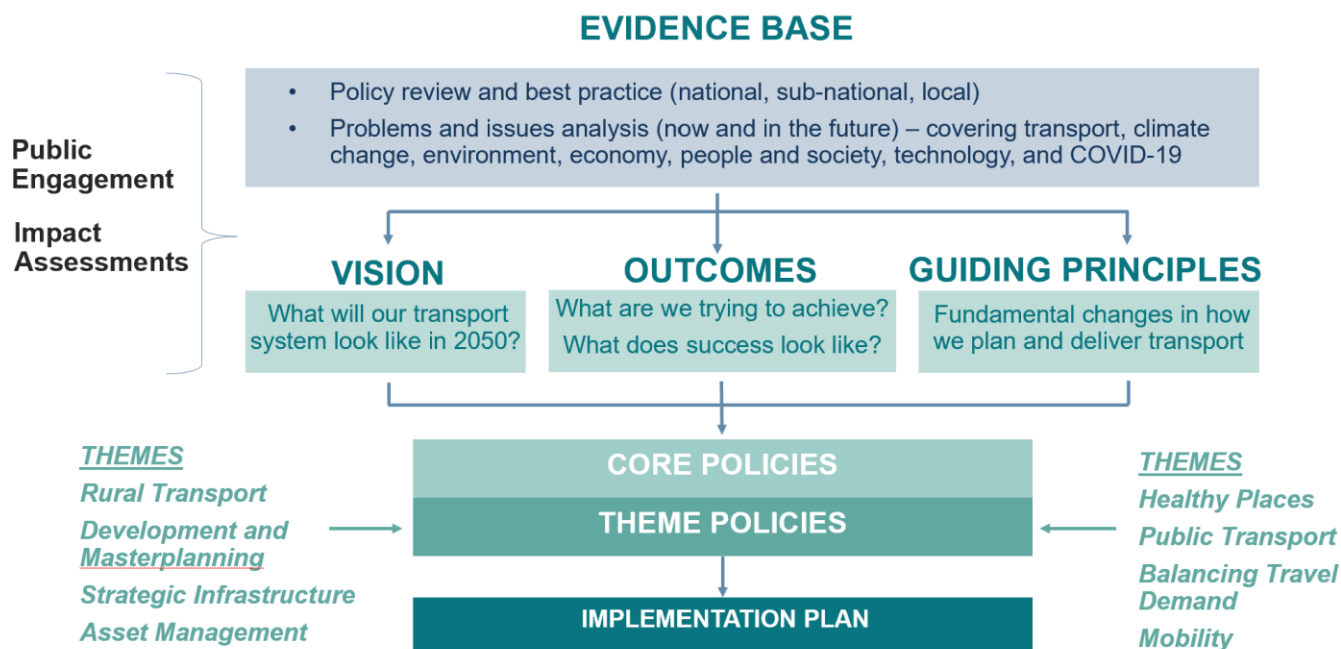 EVIDENCE BASE
• Policy review and best practice (national, sub-national, local)
• Problems and issues analysis (now and in the future) – covering transport, climate
change, environment, economy, people and society, technology, and COVID-19
Public
Engagement
Impact
Assessments
VISION
What will our transport
system look like in 2050?
OUTCOMES
What are we trying to achieve?
What does success look like?
GUIDING PRINCIPLES
Fundamental changes in how
we plan and deliver transport
THEMES
Rural Transport
Development and
Masterplanning
Strategic Infrastructure
Asset Management
CORE POLICIES
THEME POLICIES
IMPLEMENTATION PLAN
THEMES
Healthy Places
Public Transport
Balancing Travel
Demand
Mobility